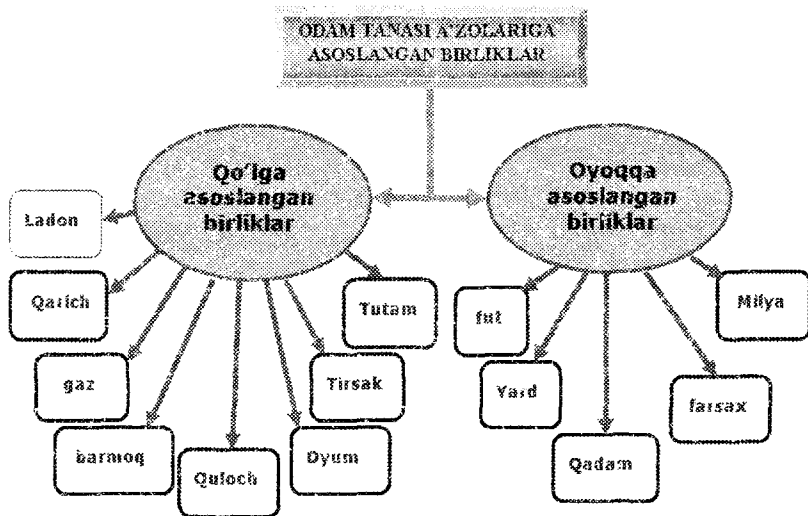 ODAM TANASI A'ZOLARIGA
ASOSLANGAN BIRLIKLAR
Qo'lga
asoslangan
birliklar
Oyoqqa
asoslangan
birliklar
Ladon
Qarich
gaz
barmoq
Quloch
Dyum
Tirsak
Tutam
fut
Yard
Qadam
farsax
Milya